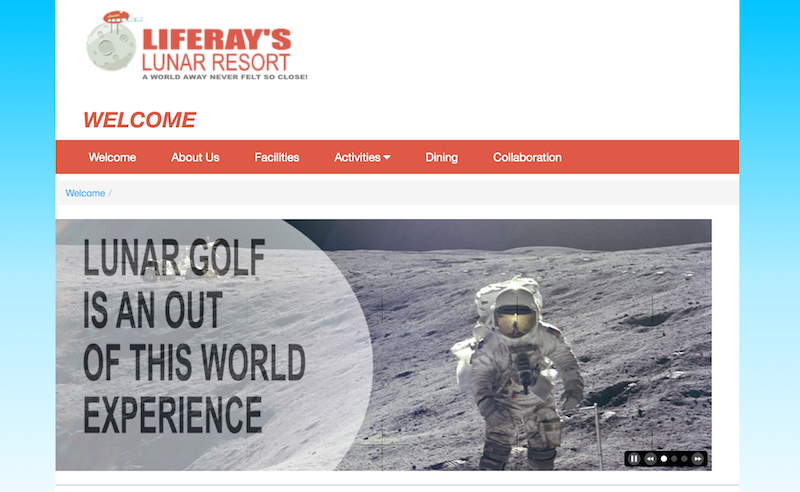 LIFERAY'S
LUNAR RESORT
A WORLD AWAY NEVER FELT SO CLOSE!
WELCOME
Welcome About Us Facilities Activities Dining Collaboration
Welcome /
LUNAR GOLF
IS AN OUT
OF THIS WORLD
EXPERIENCE